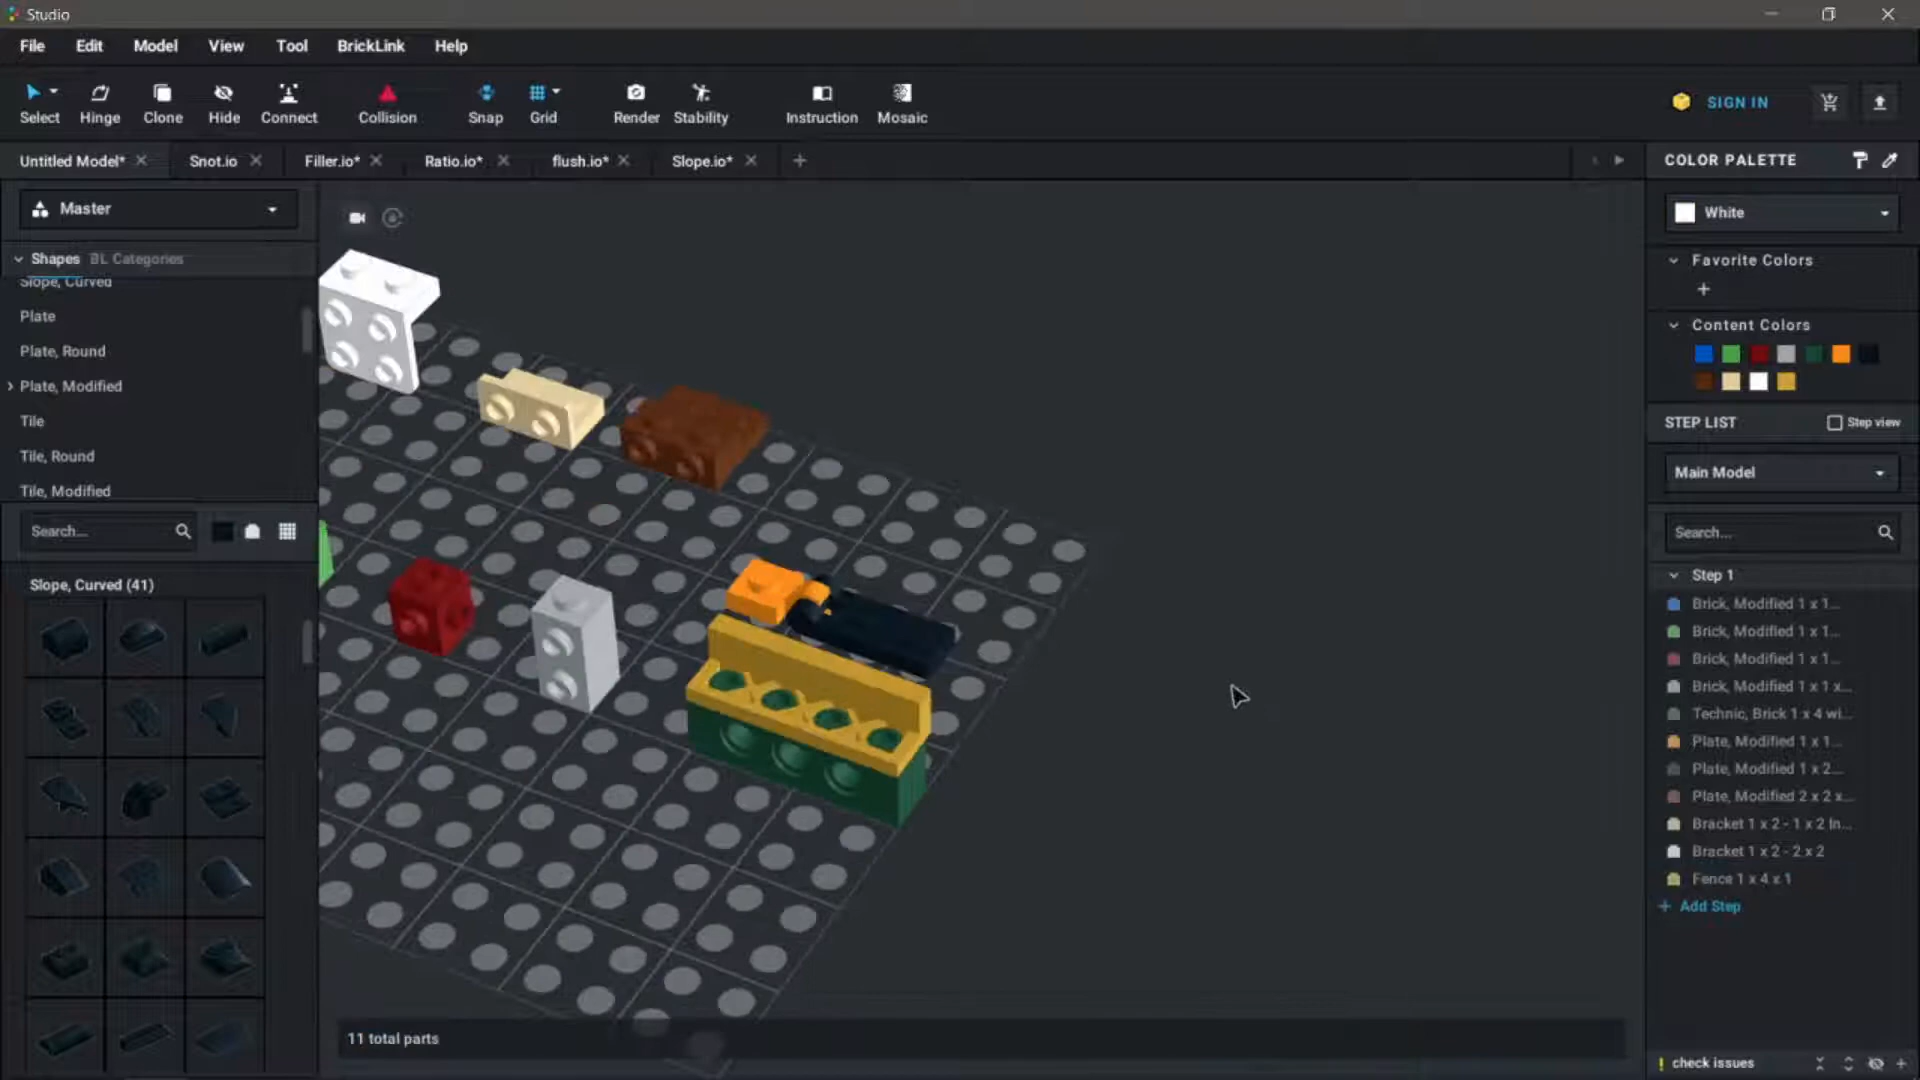 Studio
File Edit Model View Tool BrickLink Help
Select Hinge Clone Hide Connect Collision Snap Grid Render Stability Instruction Mosaic
SIGN IN
Untitled Model* Snot.io Filler.io* Ratio.io* flush.io* Slope.io*
Master
Shapes BL Categories
Slope, Curved
Plate
Plate, Round
Plate, Modified
Tile
Tile, Round
Tile, Modified
Search...
Slope, Curved (41)
11 total parts
COLOR PALETTE
White
Favorite Colors
+
Content Colors
STEP LIST Step view
Main Model
Search...
Step 1
Brick, Modified 1 x 1...
Brick, Modified 1 x 1...
Brick, Modified 1 x 1...
Brick, Modified 1 x 1 x...
Technic, Brick 1 x 4 wi...
Plate, Modified 1 x 1...
Plate, Modified 1 x 2...
Plate, Modified 2 x 2 x...
Bracket 1 x 2 - 1 x 2 In...
Bracket 1 x 2 - 2 x 2
Fence 1 x 4 x 1
+ Add Step
! check issues